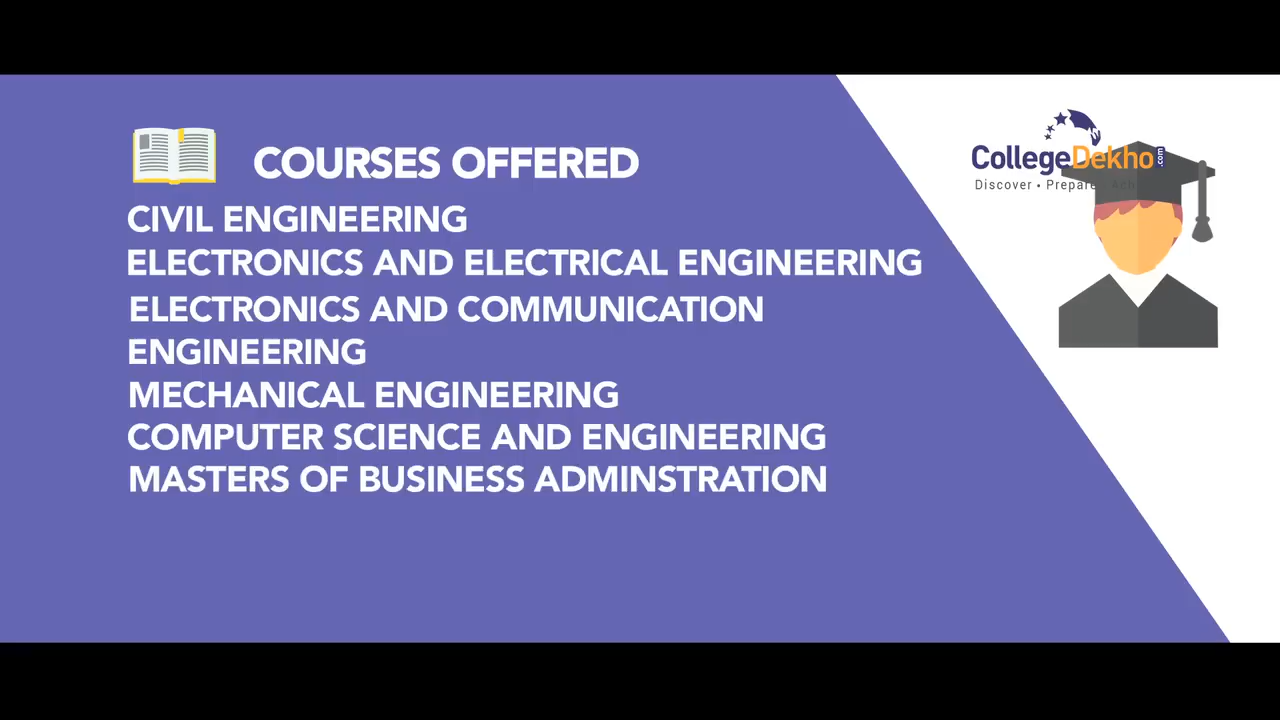 COURSES OFFERED
CIVIL ENGINEERING
ELECTRONICS AND ELECTRICAL ENGINEERING
ELECTRONICS AND COMMUNICATION
ENGINEERING
MECHANICAL ENGINEERING
COMPUTER SCIENCE AND ENGINEERING
MASTERS OF BUSINESS ADMINSTRATION
CollegeDekho.com
Discover • Prepare